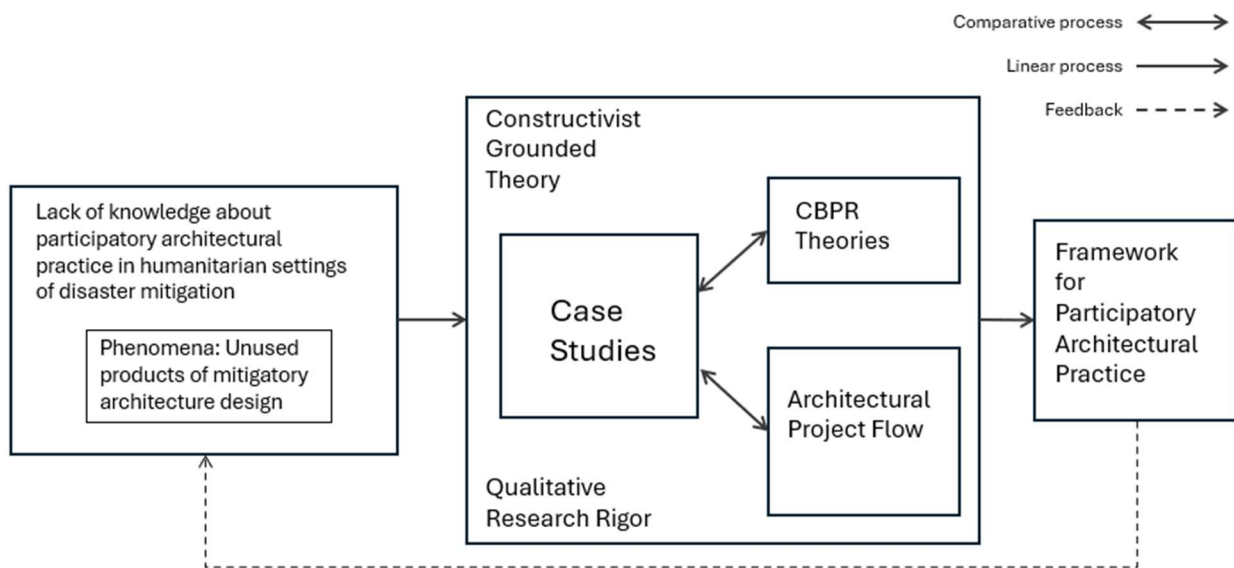 Comparative process
Linear process
Feedback
Lack of knowledge about
participatory architectural
practice in humanitarian settings
of disaster mitigation
Phenomena: Unused
products of mitigatory
architecture design
Constructivist
Grounded
Theory
Case
Studies
CBPR
Theories
Architectural
Project Flow
Qualitative
Research Rigor
Framework
for
Participatory
Architectural
Practice